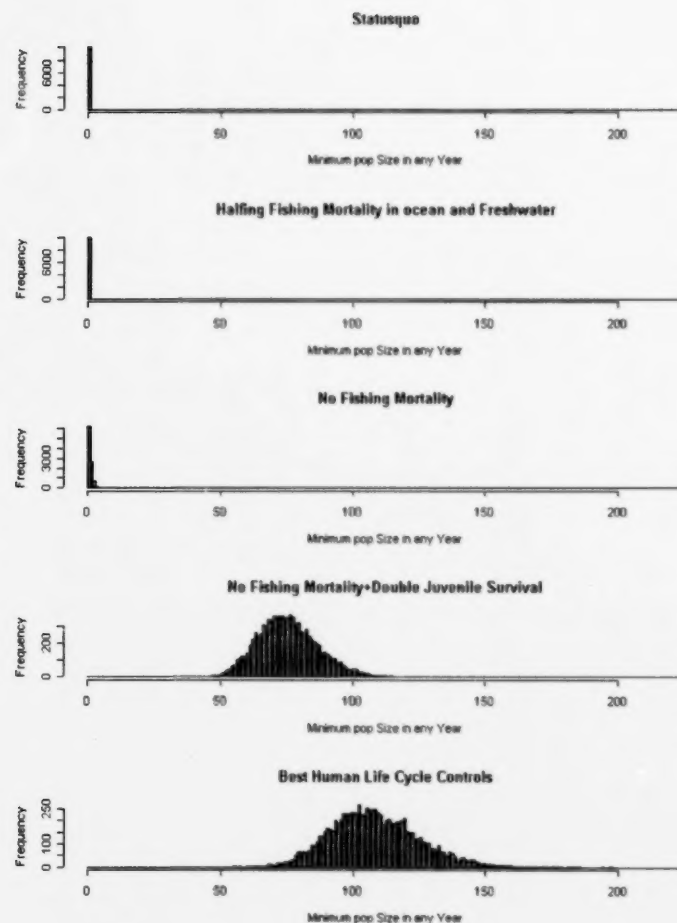 Statusquo
Frequency
0 6000
0 50 100 150 200
Minimum pop Size in any Year
Halfing Fishing Mortality in ocean and Freshwater
Frequency
0 6000
0 50 100 150 200
Minimum pop Size in any Year
No Fishing Mortality
Frequency
0 3000
0 50 100 150 200
Minimum pop Size in any Year
No Fishing Mortality+Double Juvenile Survival
Frequency
0 200
0 50 100 150 200
Minimum pop Size in any Year
Best Human Life Cycle Controls
Frequency
0 100 250
0 50 100 150 200
Minimum pop Size in any Year